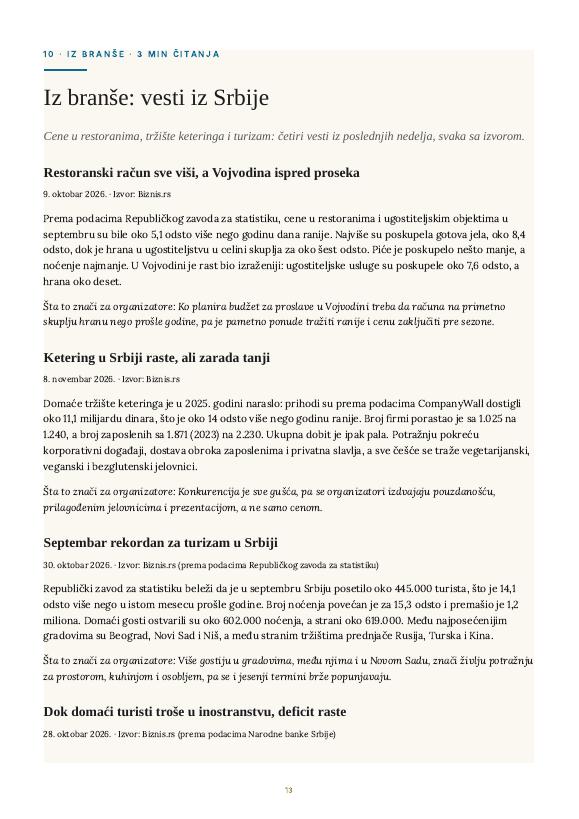 10 · IZ BRANŠE · 3 MIN ČITANJA
Iz branše: vesti iz Srbije
Cene u restoranima, tržište keteringa i turizam: četiri vesti iz poslednjih nedelja, svaka sa izvorom.
Restoranski račun sve viši, a Vojvodina ispred proseka
9. oktobar 2026. · Izvor: Biznis.rs
Prema podacima Republičkog zavoda za statistiku, cene u restoranima i ugostiteljskim objektima u
septembru su bile oko 5,1 odsto više nego godinu dana ranije. Najviše su poskupela gotova jela, oko 8,4
odsto, dok je hrana u ugostiteljstvu u celini skuplja za oko šest odsto. Piće je poskupelo nešto manje, a
noćenje najmanje. U Vojvodini je rast bio izraženiji: ugostiteljske usluge su poskupele oko 7,6 odsto, a
hrana oko deset.
Šta to znači za organizatore: Ko planira budžet za proslave u Vojvodini treba da računa na primetno
skuplju hranu nego prošle godine, pa je pametno ponude tražiti ranije i cenu zaključiti pre sezone.
Ketering u Srbiji raste, ali zarada tanji
8. novembar 2026. · Izvor: Biznis.rs
Domaće tržište keteringa je u 2025. godini naraslo: prihodi su prema podacima CompanyWall dostigli
oko 11,1 milijardu dinara, što je oko 14 odsto više nego godinu ranije. Broj firmi porastao je sa 1.025 na
1.240, a broj zaposlenih sa 1.871 (2023) na 2.230. Ukupna dobit je ipak pala. Potražnju pokreću
korporativni događaji, dostava obroka zaposlenima i privatna slavlja, a sve češće se traže vegetarijanski,
veganski i bezglutenski jelovnici.
Šta to znači za organizatore: Konkurencija je sve gušća, pa se organizatori izdvajaju pouzdanošću,
prilagođenim jelovnicima i prezentacijom, a ne samo cenom.
Septembar rekordan za turizam u Srbiji
30. oktobar 2026. · Izvor: Biznis.rs (prema podacima Republičkog zavoda za statistiku)
Republički zavod za statistiku beleži da je u septembru Srbiju posetilo oko 445.000 turista, što je 14,1
odsto više nego u istom mesecu prošle godine. Broj noćenja povećan je za 15,3 odsto i premašio je 1,2
miliona. Domaći gosti ostvarili su oko 602.000 noćenja, a strani oko 619.000. Među najposećenijim
gradovima su Beograd, Novi Sad i Niš, a među stranim tržištima prednjače Rusija, Turska i Kina.
Šta to znači za organizatore: Više gostiju u gradovima, među njima i u Novom Sadu, znači življu potražnju
za prostorom, kuhinjom i osobljem, pa se i jesenji termini brže popunjavaju.
Dok domaći turisti troše u inostranstvu, deficit raste
28. oktobar 2026. · Izvor: Biznis.rs (prema podacima Narodne banke Srbije)
13